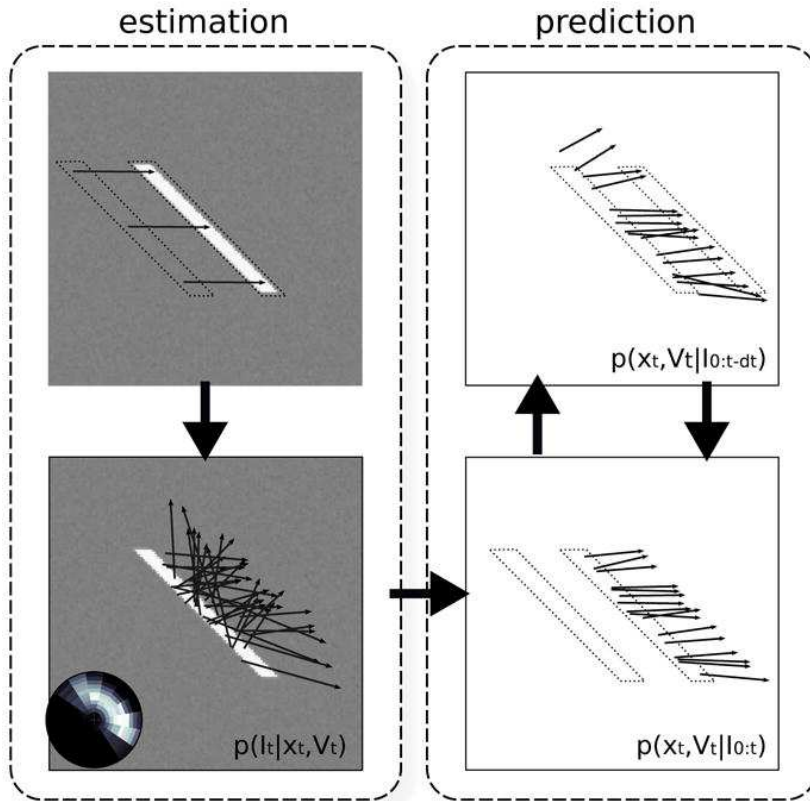 estimation
prediction
p(xt,Vt|I0:t-dt)
p(It|xt,Vt)
p(xt,Vt|I0:t)